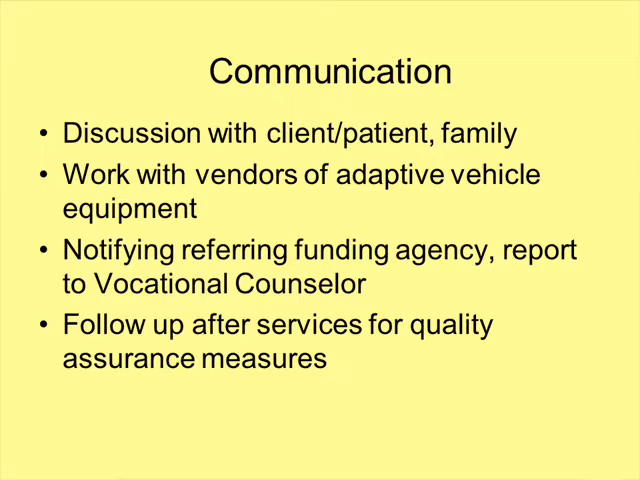 Communication
• Discussion with client/patient, family
• Work with vendors of adaptive vehicle
equipment
• Notifying referring funding agency, report
to Vocational Counselor
• Follow up after services for quality
assurance measures